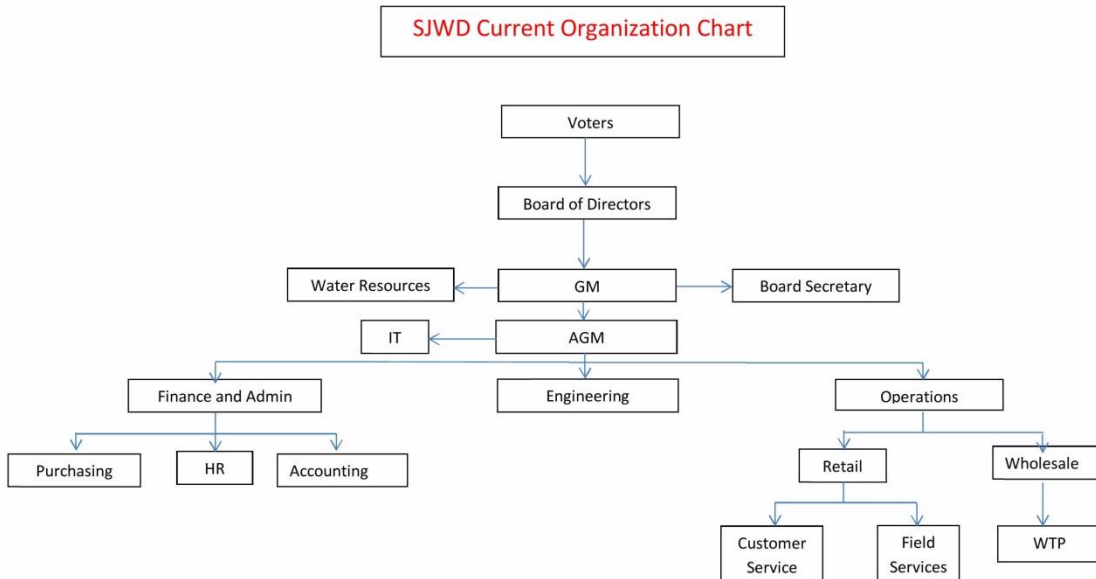 SJWD Current Organization Chart
Voters
Board of Directors
Water Resources
GM
Board Secretary
IT
AGM
Finance and Admin
Engineering
Operations
Purchasing
HR
Accounting
Retail
Wholesale
Customer
Service
Field
Services
WTP